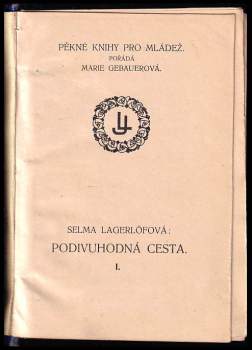 PĚKNÉ KNIHY PRO MLÁDEŽ.
POŘÁDÁ
MARIE GEBAUEROVÁ.
SELMA LAGERLÖFOVÁ:
PODIVUHODNÁ CESTA.
I.